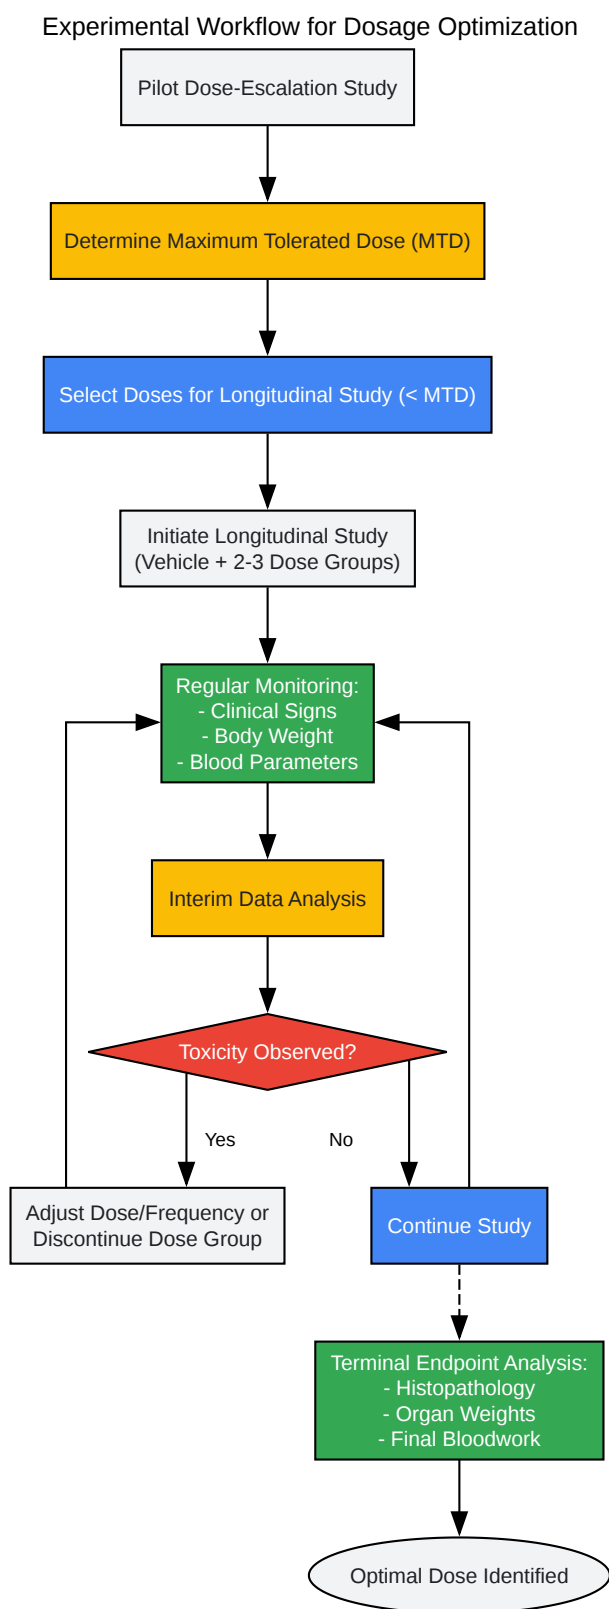 Experimental Workflow for Dosage Optimization
Pilot Dose-Escalation Study
Determine Maximum Tolerated Dose (MTD)
Select Doses for Longitudinal Study (< MTD)
Initiate Longitudinal Study
(Vehicle + 2-3 Dose Groups)
Regular Monitoring:
- Clinical Signs
- Body Weight
- Blood Parameters
Interim Data Analysis
Toxicity Observed?
Yes
No
Adjust Dose/Frequency or
Discontinue Dose Group
Continue Study
Terminal Endpoint Analysis:
- Histopathology
- Organ Weights
- Final Bloodwork
Optimal Dose Identified